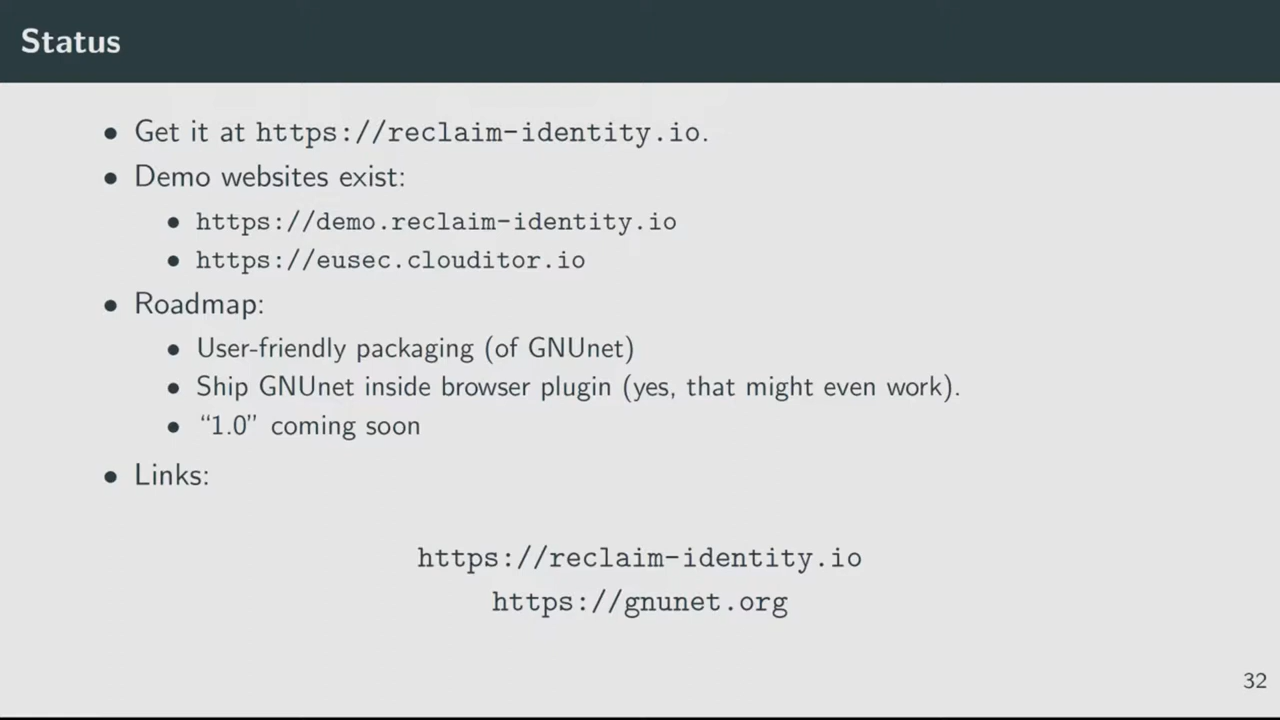 Status
• Get it at https://reclaim-identity.io.
• Demo websites exist:
• https://demo.reclaim-identity.io
• https://eusec.clouditor.io
• Roadmap:
• User-friendly packaging (of GNUnet)
• Ship GNUnet inside browser plugin (yes, that might even work).
• “1.0” coming soon
• Links:
https://reclaim-identity.io
https://gnunet.org
32